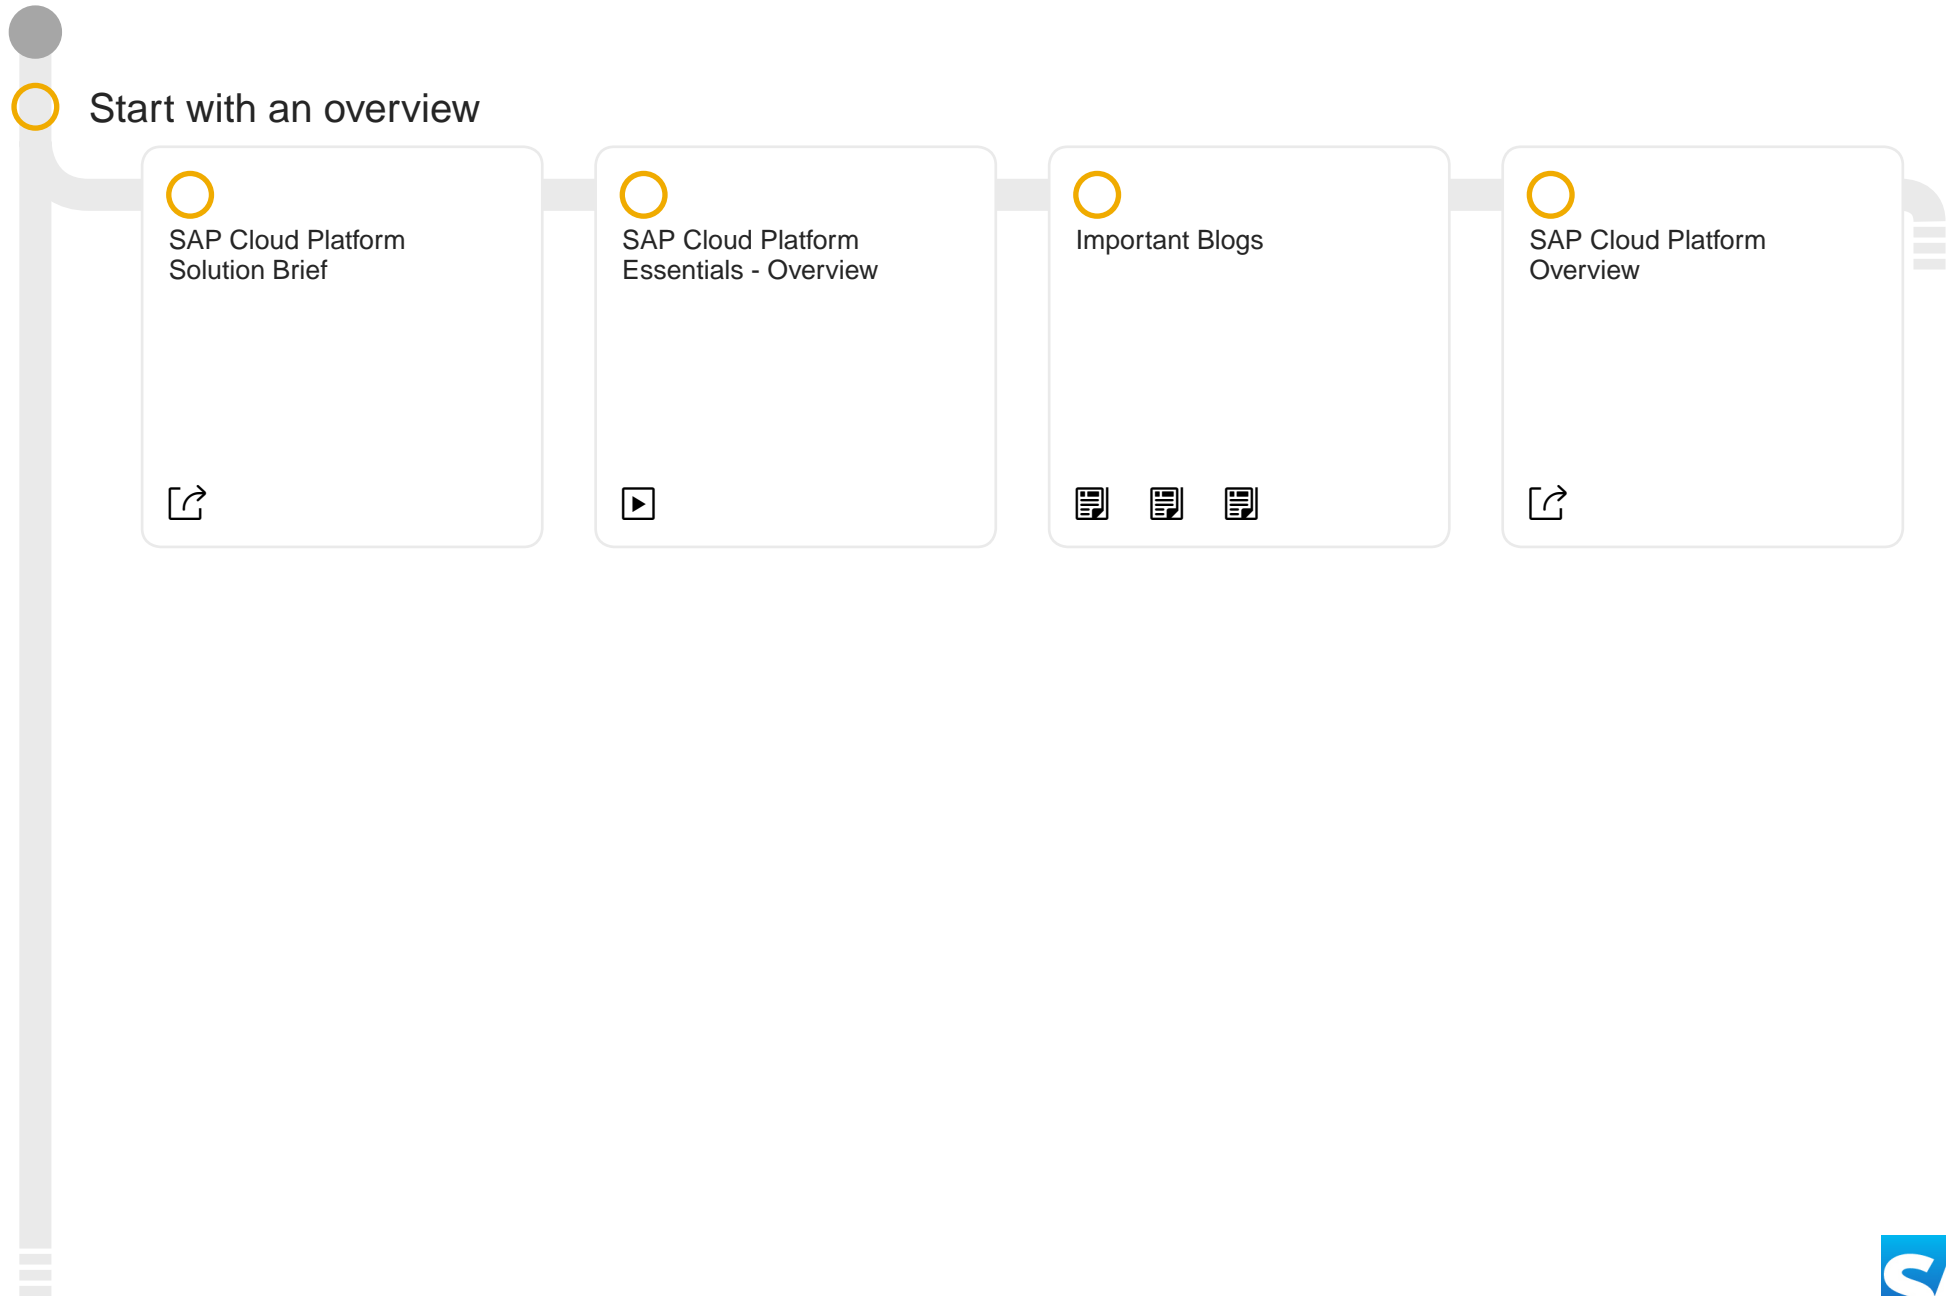 Start with an overview
SAP Cloud Platform
Solution Brief
SAP Cloud Platform
Essentials - Overview
Important Blogs
SAP Cloud Platform
Overview